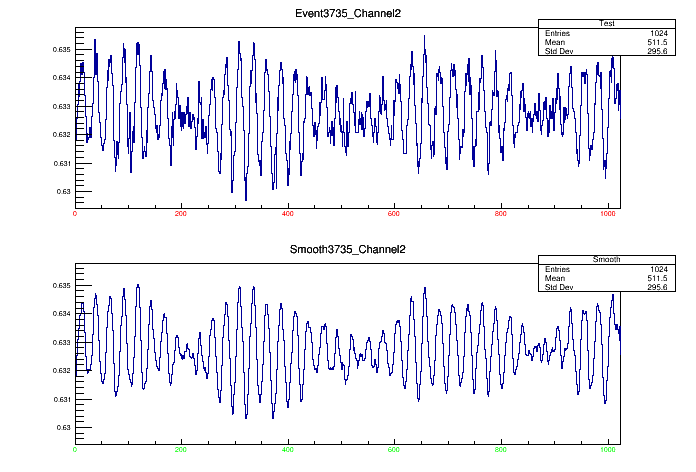 Event3735_Channel2
Test
Entries 1024
Mean 511.5
Std Dev 295.6
0.635
0.634
0.633
0.632
0.631
0.63
0 200 400 600 800 1000
Smooth3735_Channel2
Smooth
Entries 1024
Mean 511.5
Std Dev 295.6
0.635
0.634
0.633
0.632
0.631
0.63
0 200 400 600 800 1000